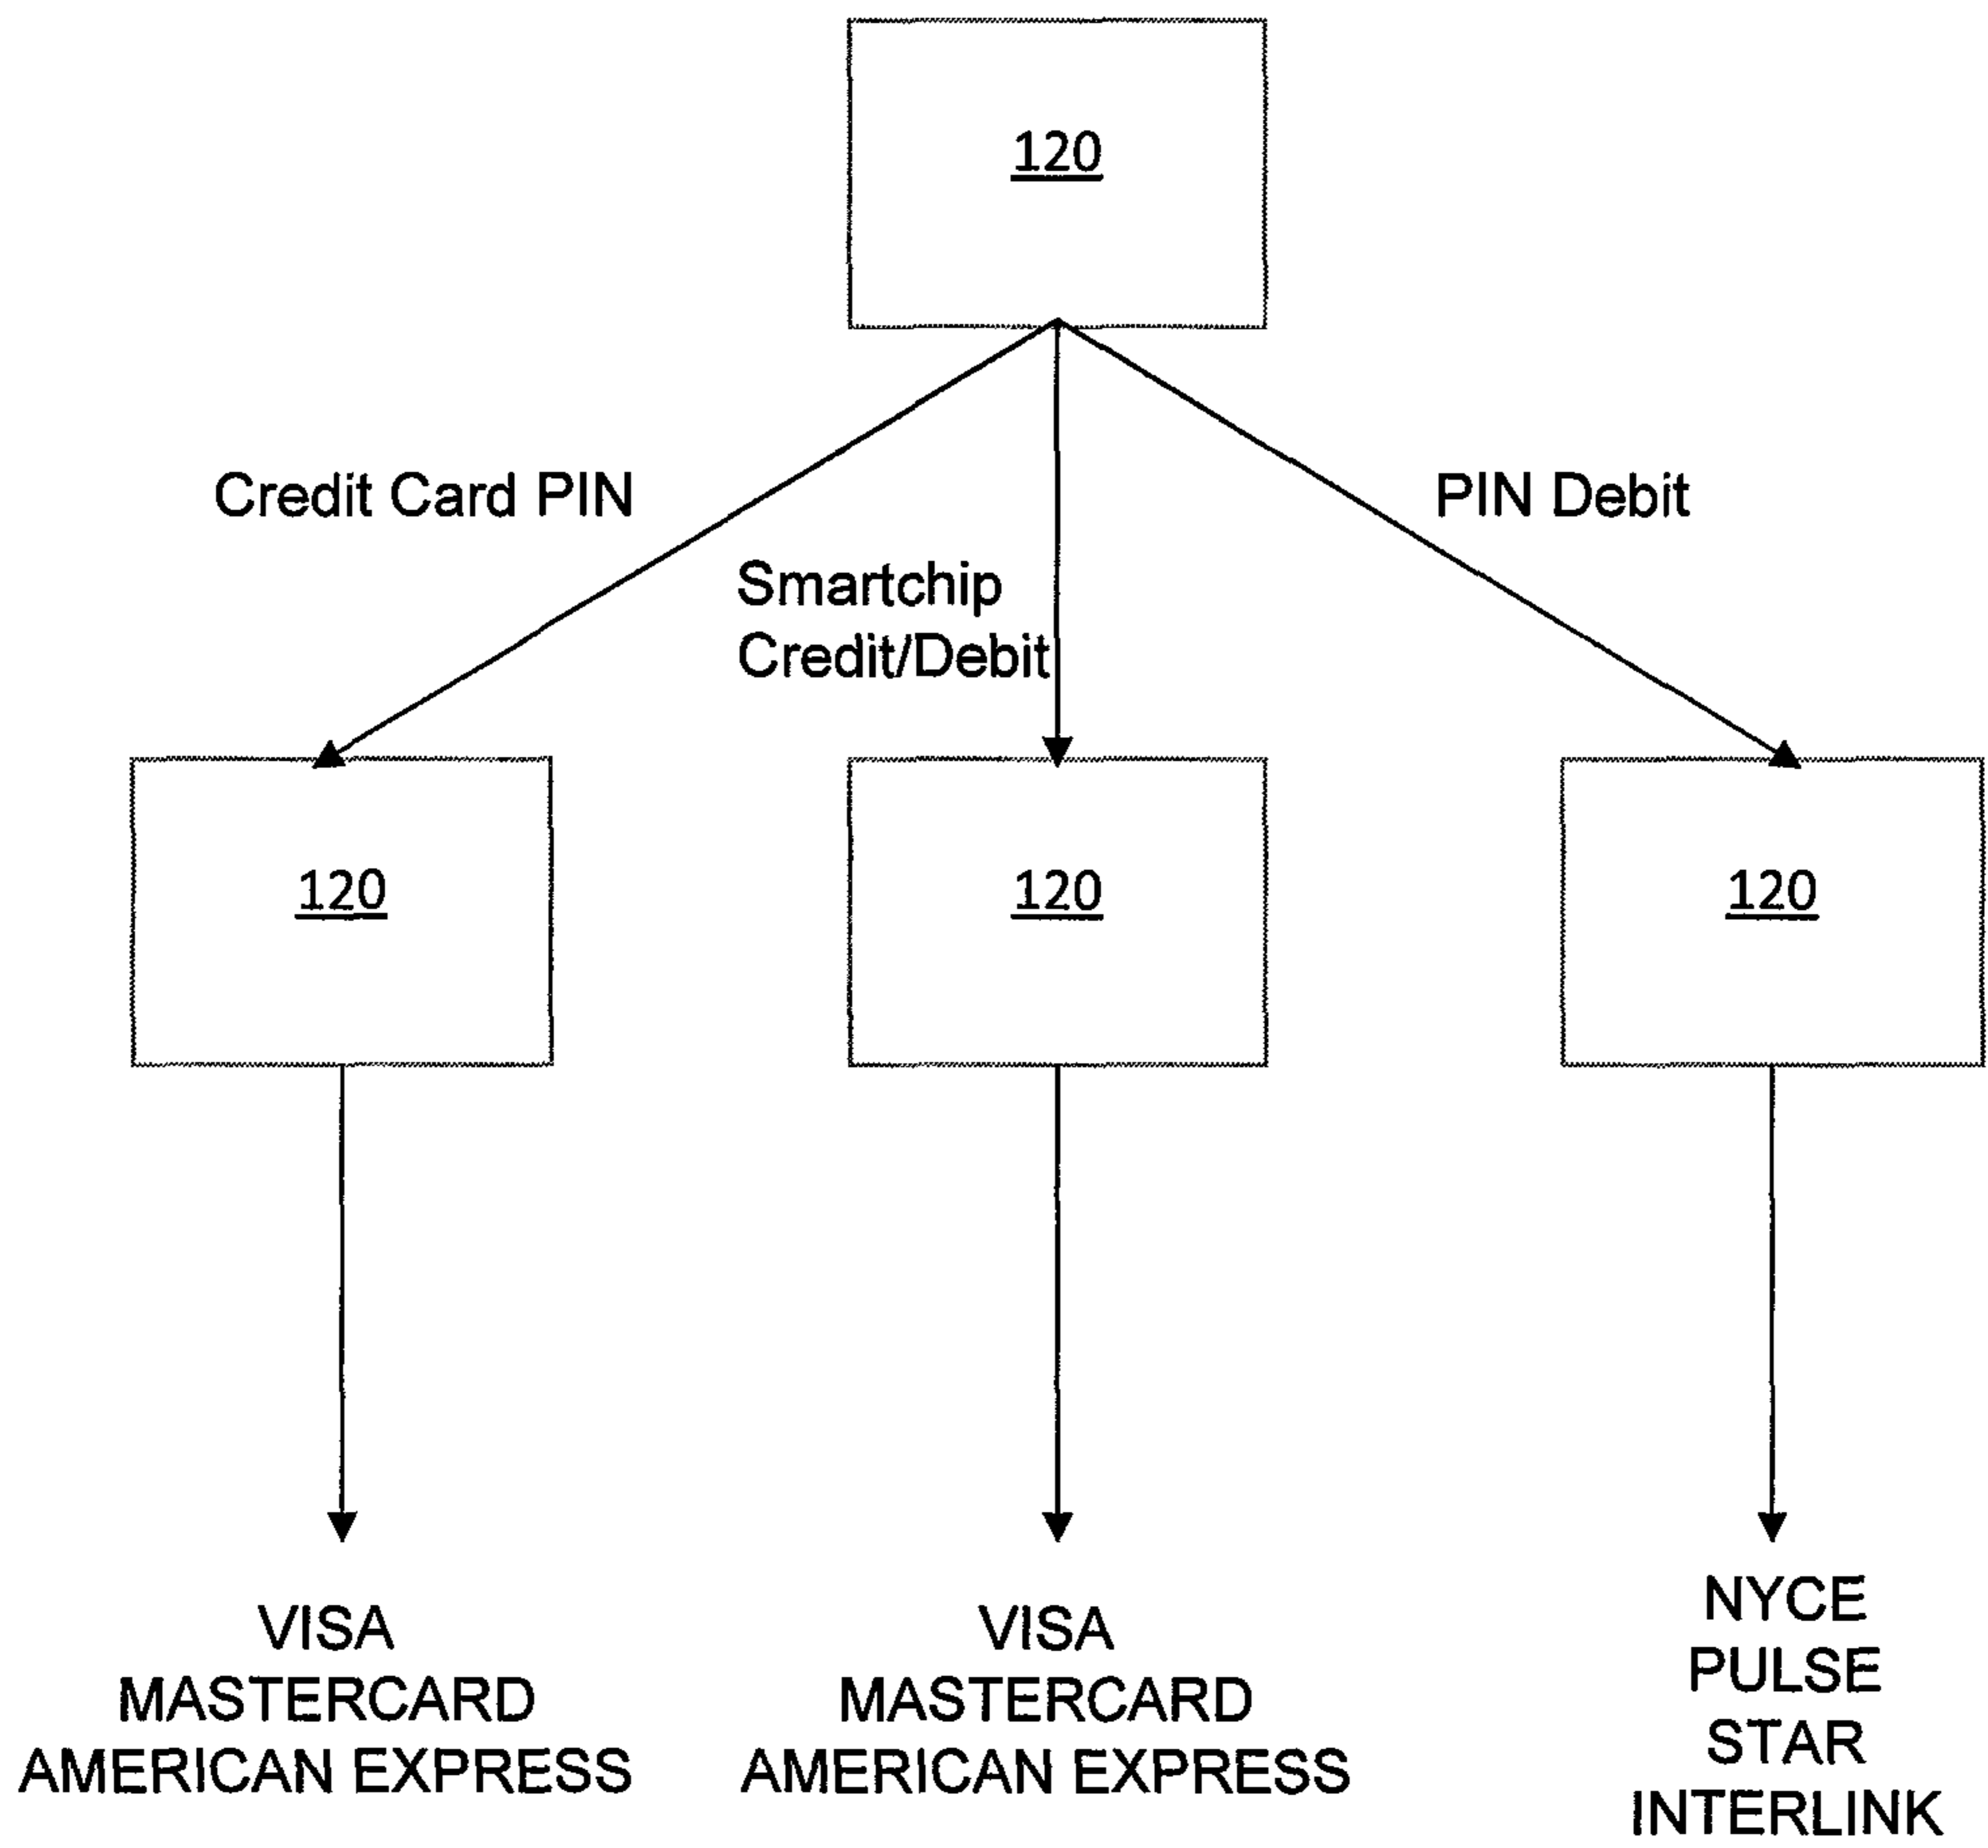 120
Credit Card PIN
PIN Debit
Smartchip
Credit/Debit
120
120
120
VISA
MASTERCARD
AMERICAN EXPRESS
VISA
MASTERCARD
AMERICAN EXPRESS
NYCE
PULSE
STAR
INTERLINK